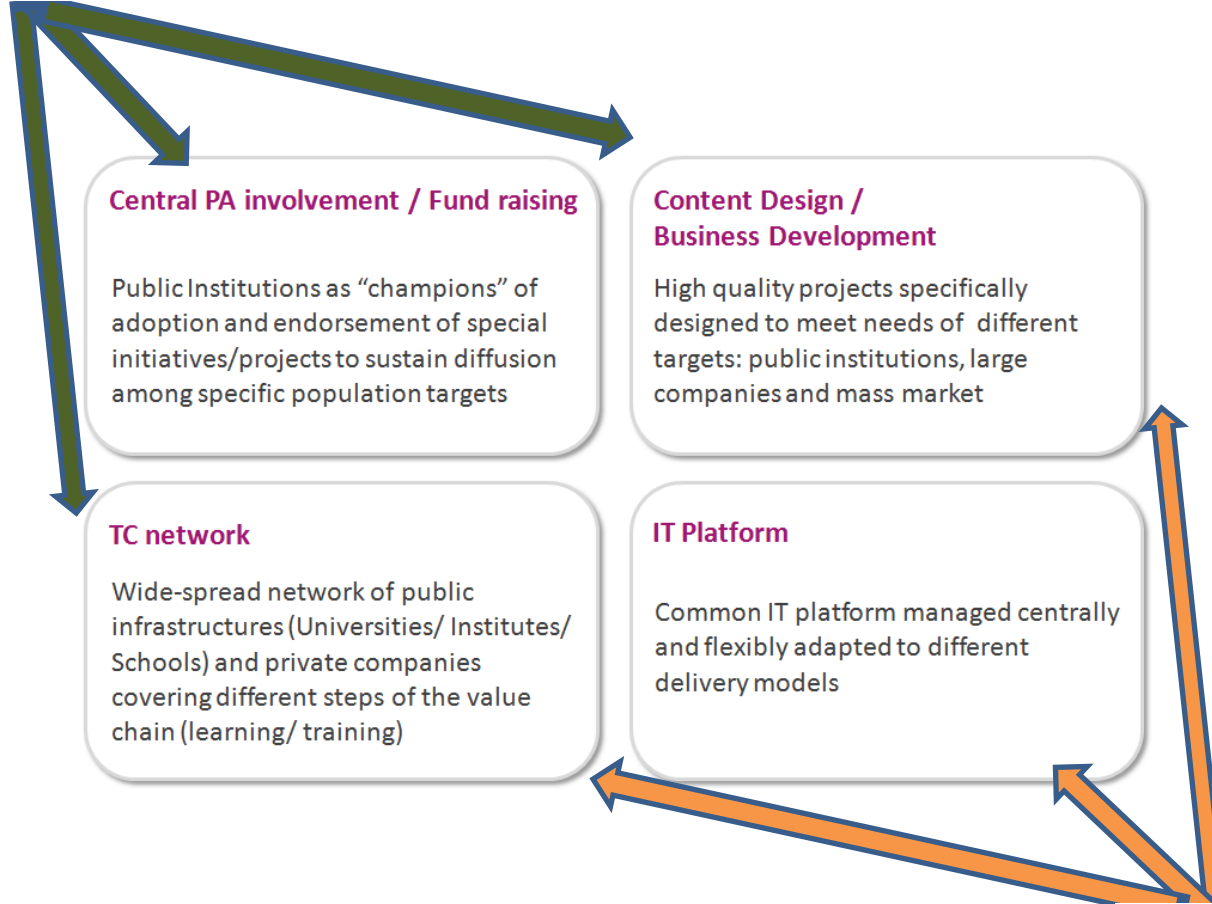 Central PA involvement / Fund raising
Public Institutions as “champions” of
adoption and endorsement of special
initiatives/projects to sustain diffusion
among specific population targets
Content Design /
Business Development
High quality projects specifically
designed to meet needs of different
targets: public institutions, large
companies and mass market
TC network
Wide-spread network of public
infrastructures (Universities/ Institutes/
Schools) and private companies
covering different steps of the value
chain (learning/ training)
IT Platform
Common IT platform managed centrally
and flexibly adapted to different
delivery models